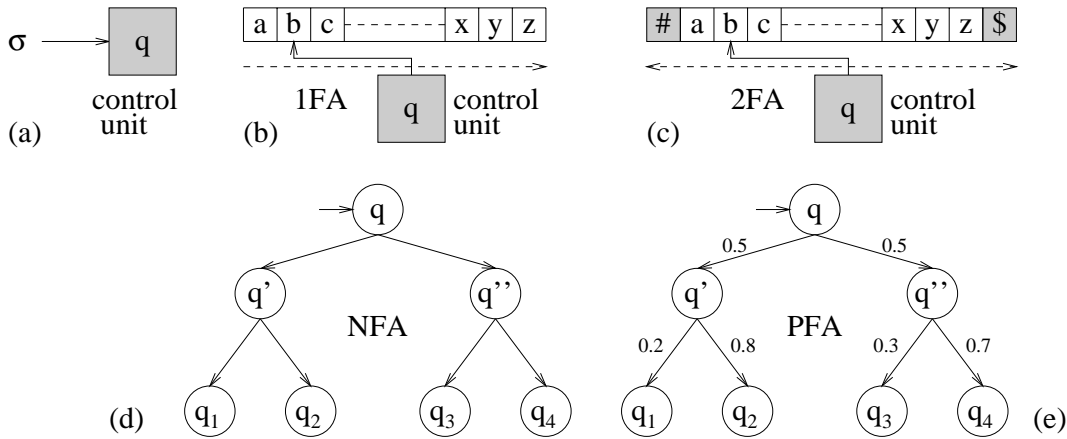 σ q
control
unit
(a)
a b c x y z
1FA
q
control
unit
(b)
# a b c x y z $
2FA
q
control
unit
(c)
q
q' q''
NFA
q₁ q₂ q₃ q₄
(d)
q
0.5 0.5
q' q''
PFA
0.2 0.8 0.3 0.7
q₁ q₂ q₃ q₄
(e)